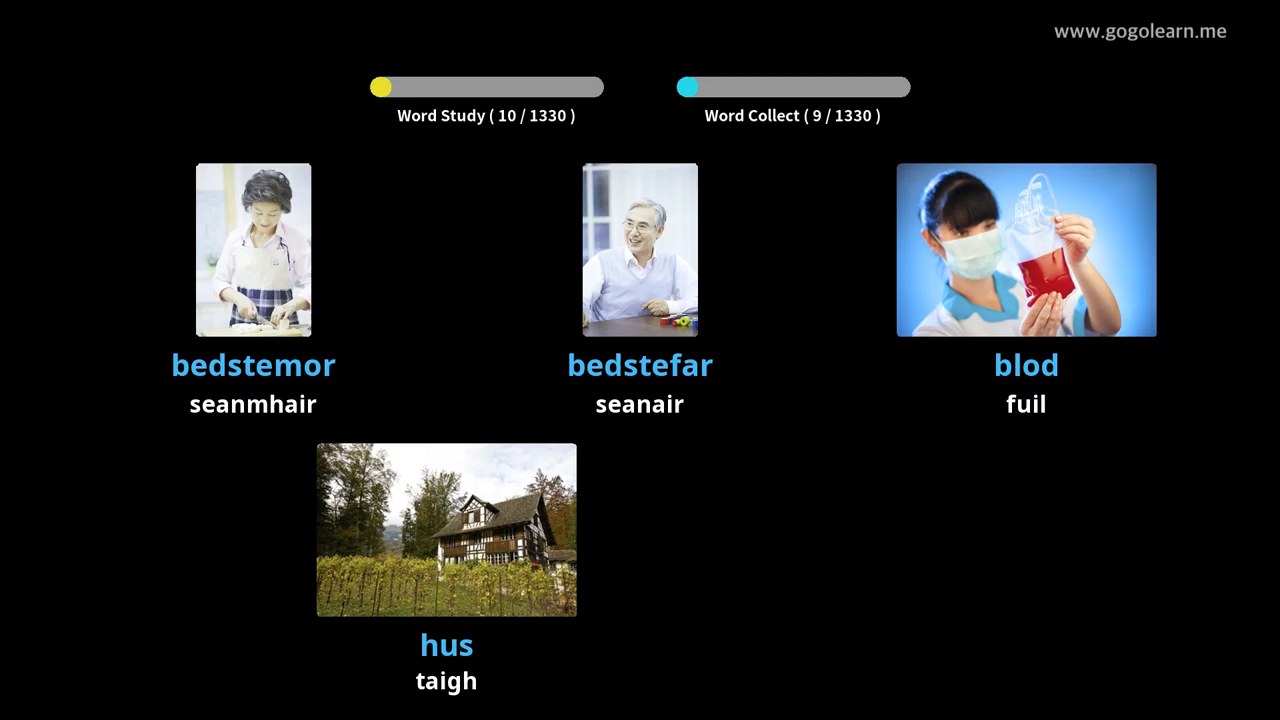 www.gogolearn.me
Word Study ( 10 / 1330 )
Word Collect ( 9 / 1330 )
bedstemor
seanmhair
bedstefar
seanair
blod
fuil
hus
taigh